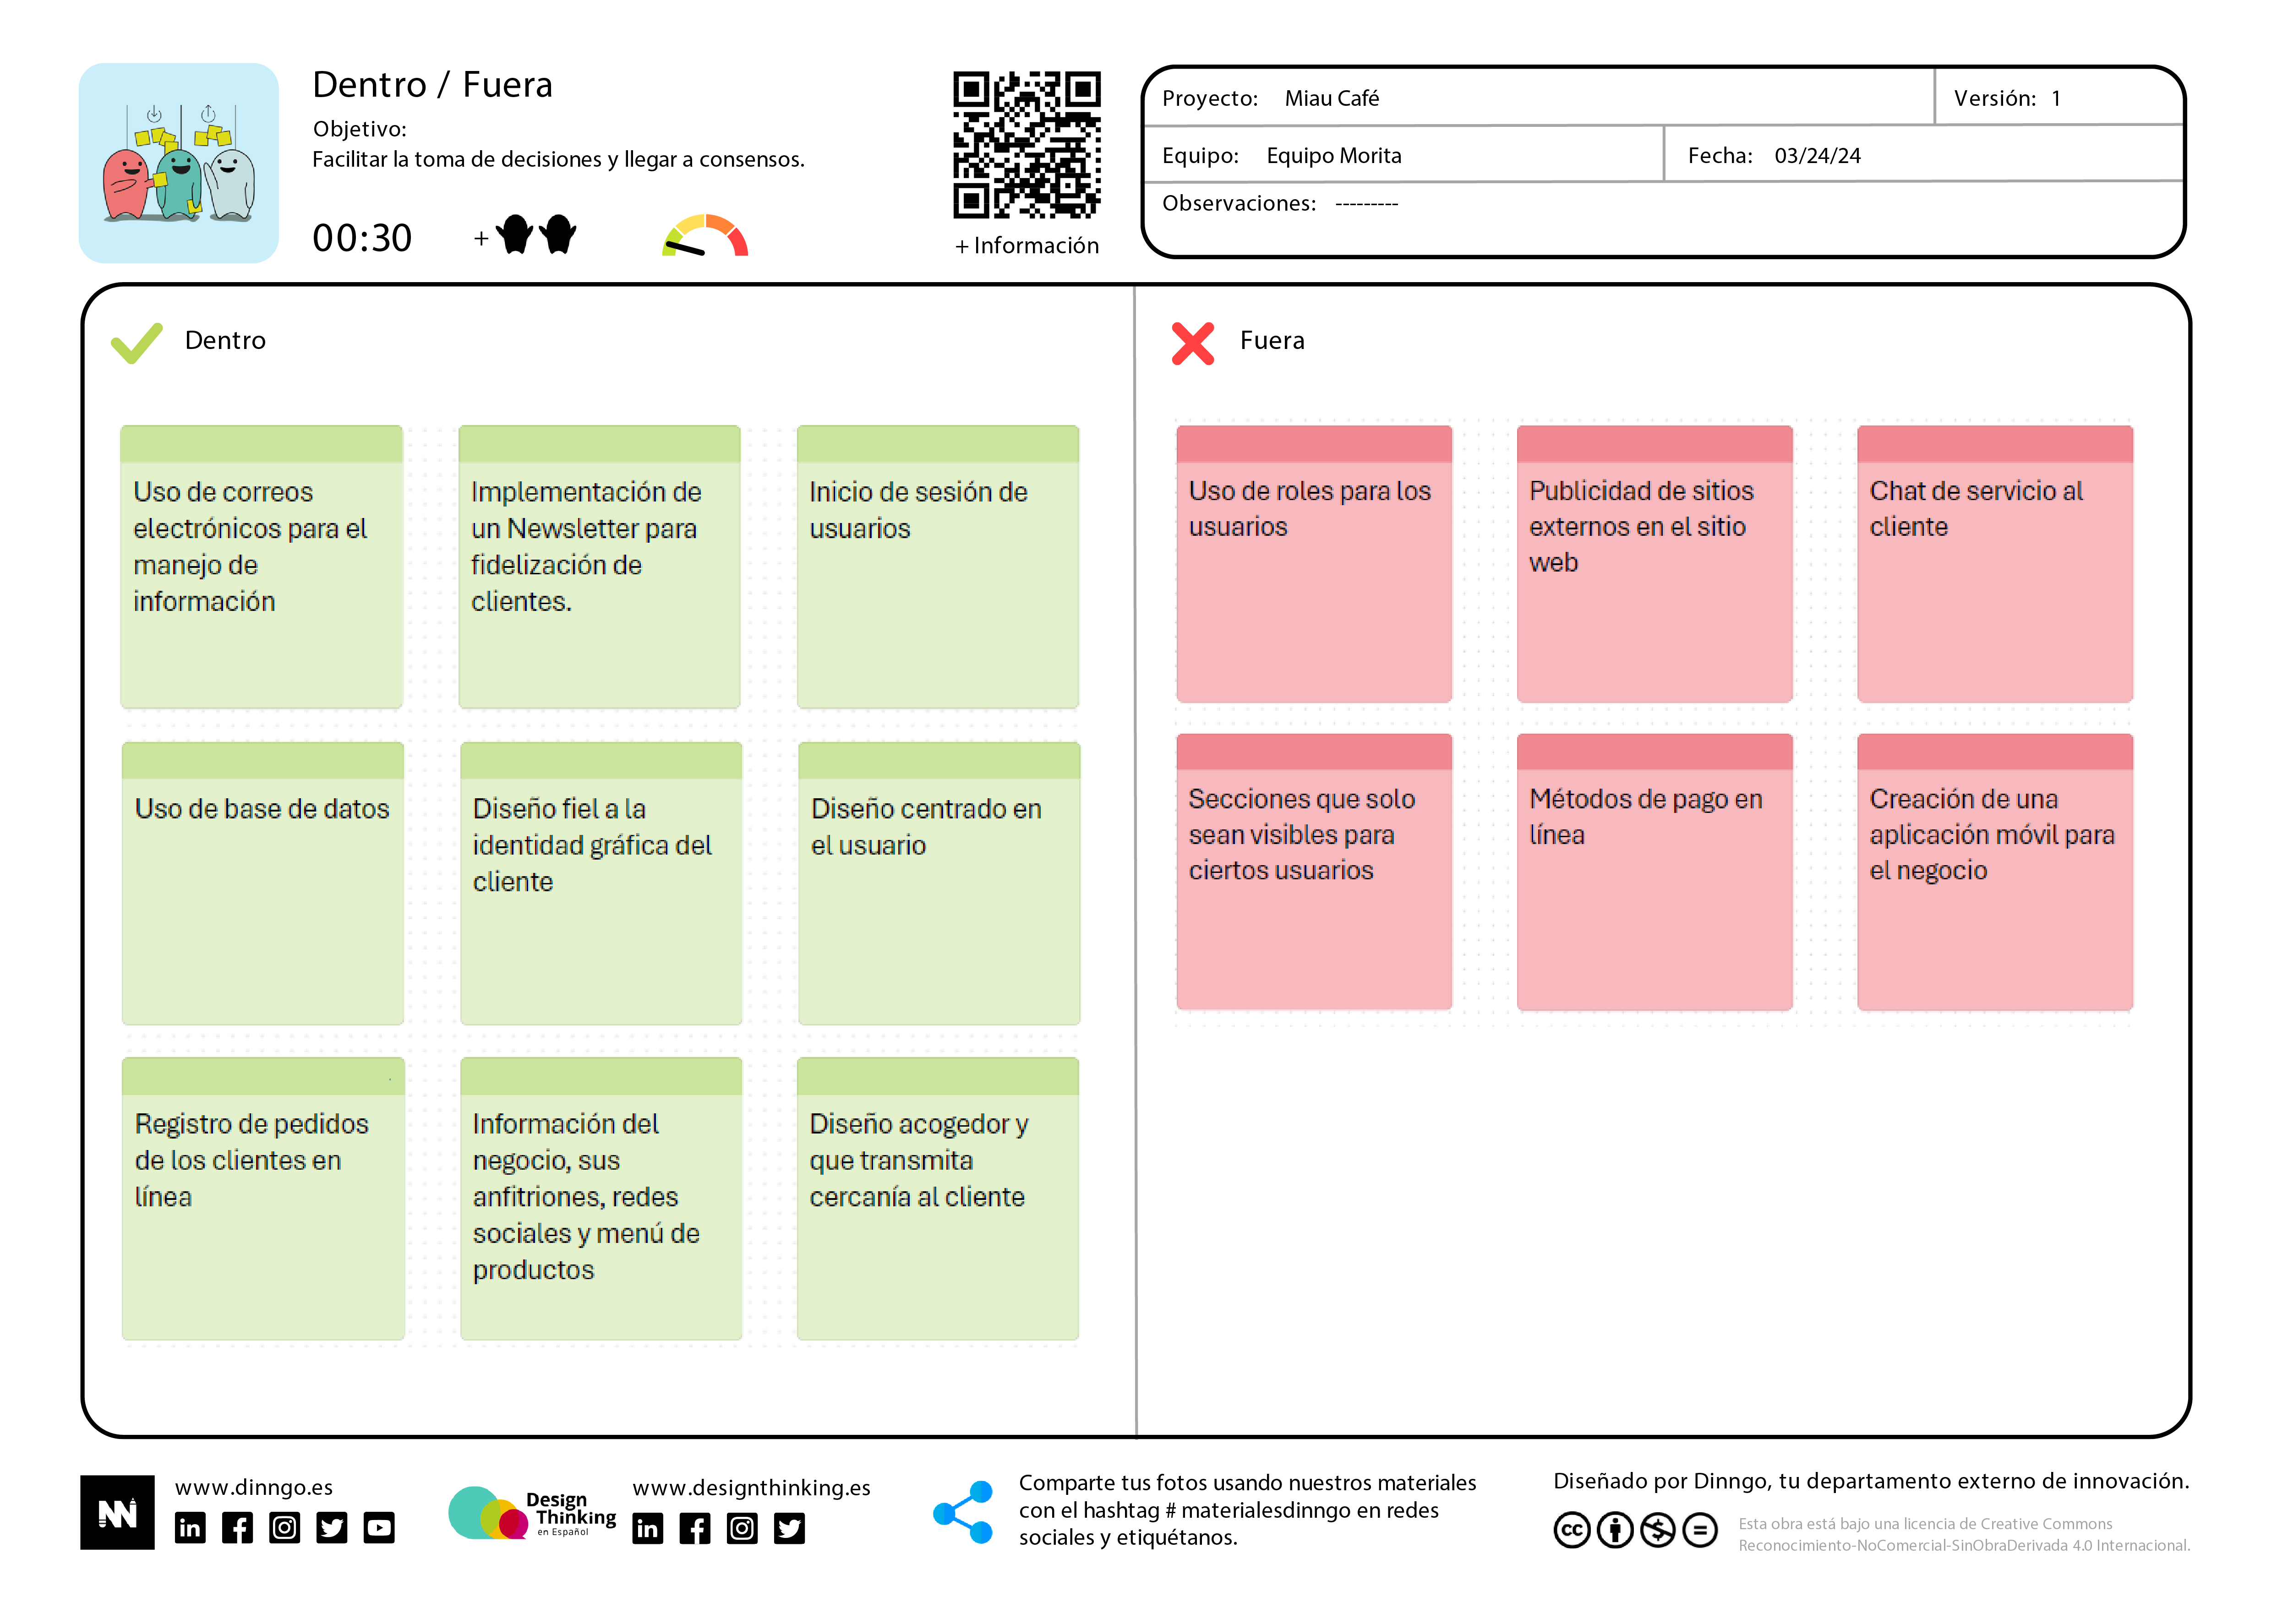 Dentro / Fuera
Objetivo:
Facilitar la toma de decisiones y llegar a consensos.
00:30
+
+ Información
Proyecto: Miau Café
Versión: 1
Equipo: Equipo Morita
Fecha: 03/24/24
Observaciones: ---------
Dentro
Uso de correos
electrónicos para el
manejo de
información
Implementación de
un Newsletter para
fidelización de
clientes.
Inicio de sesión de
usuarios
Uso de base de datos
Diseño fiel a la
identidad gráfica del
cliente
Diseño centrado en
el usuario
Registro de pedidos
de los clientes en
línea
Información del
negocio, sus
anfitriones, redes
sociales y menú de
productos
Diseño acogedor y
que transmita
cercanía al cliente
Fuera
Uso de roles para los
usuarios
Publicidad de sitios
externos en el sitio
web
Chat de servicio al
cliente
Secciones que solo
sean visibles para
ciertos usuarios
Métodos de pago en
línea
Creación de una
aplicación móvil para
el negocio
www.dinngo.es
Design
Thinking
en Español
www.designthinking.es
Comparte tus fotos usando nuestros materiales
con el hashtag # materialesdinngo en redes
sociales y etiquétanos.
Diseñado por Dinngo, tu departamento externo de innovación.
Esta obra está bajo una licencia de Creative Commons
Reconocimiento-NoComercial-SinObraDerivada 4.0 Internacional.